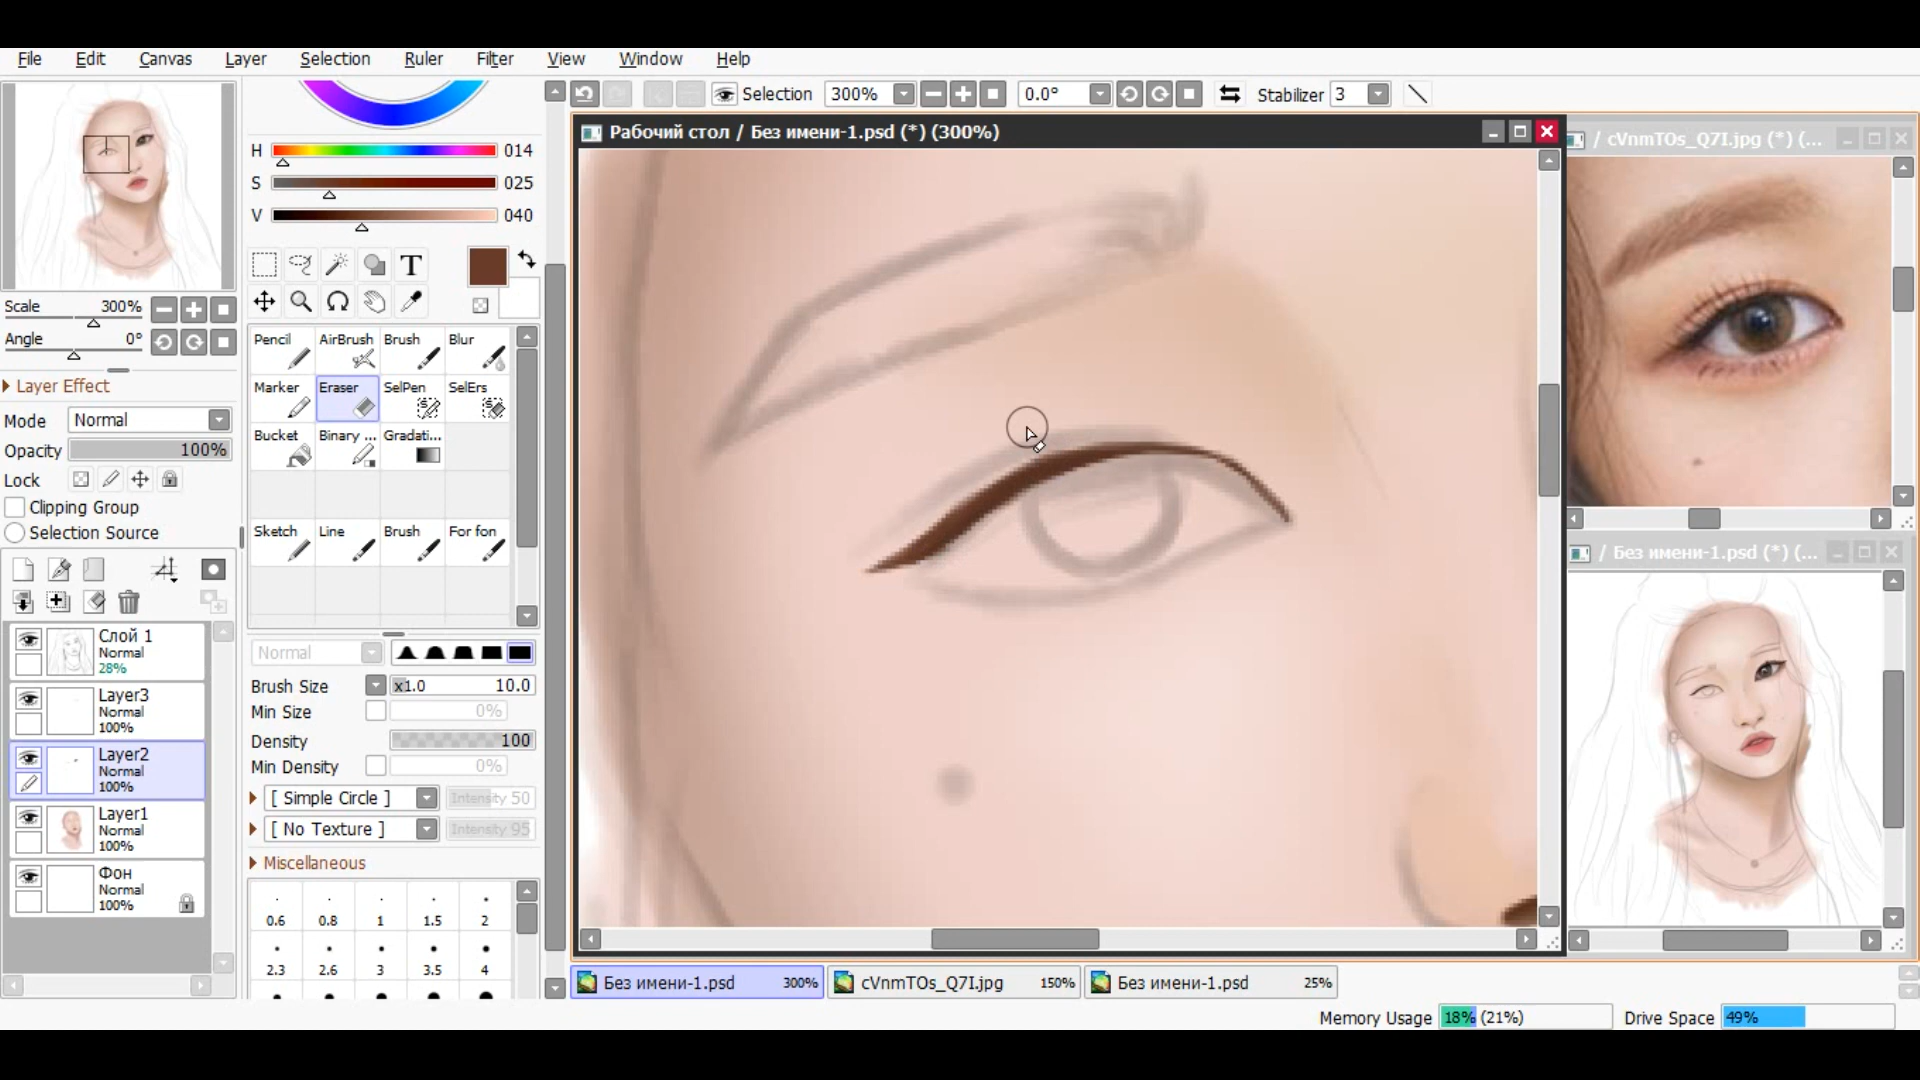 File Edit Canvas Layer Selection Ruler Filter View Window Help
Selection 300% 0.0° Stabilizer 3
Рабочий стол / Без имени-1.psd (*) (300%)
/ cVnmTOs_Q7I.jpg (*) (...
H 014
S 025
V 040
T
Scale 300%
Angle 0°
Layer Effect
Mode Normal
Opacity 100%
Lock
Clipping Group
Selection Source
Pencil AirBrush Brush Blur
Marker Eraser SelPen SelErs
Bucket Binary ... Gradati...
Sketch Line Brush For fon
/ Без имени-1.psd (*) (...
Слой 1
Normal
28%
Layer3
Normal
100%
Layer2
Normal
100%
Layer1
Normal
100%
Фон
Normal
100%
Normal
Brush Size x1.0 10.0
Min Size 0%
Density 100
Min Density 0%
[ Simple Circle ] Intensity 50
[ No Texture ] Intensity 95
Miscellaneous
0.6 0.8 1 1.5 2
2.3 2.6 3 3.5 4
Без имени-1.psd 300% cVnmTOs_Q7I.jpg 150% Без имени-1.psd 25%
Memory Usage 18% (21%) Drive Space 49%